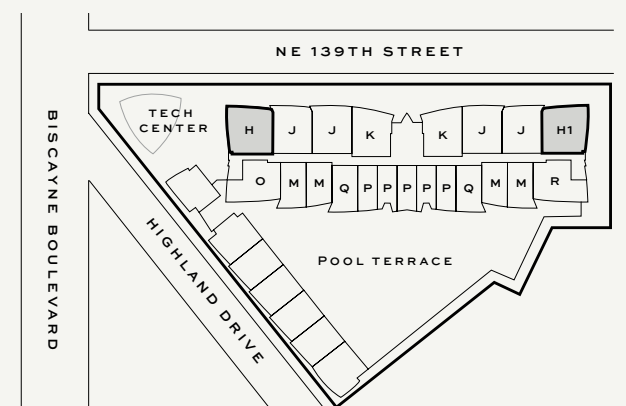 NE 139TH STREET
BISCAYNE BOULEVARD
TECH
CENTER
H J J K K J J H1
O M M Q P P P P P Q M M R
HIGHLAND DRIVE
POOL TERRACE